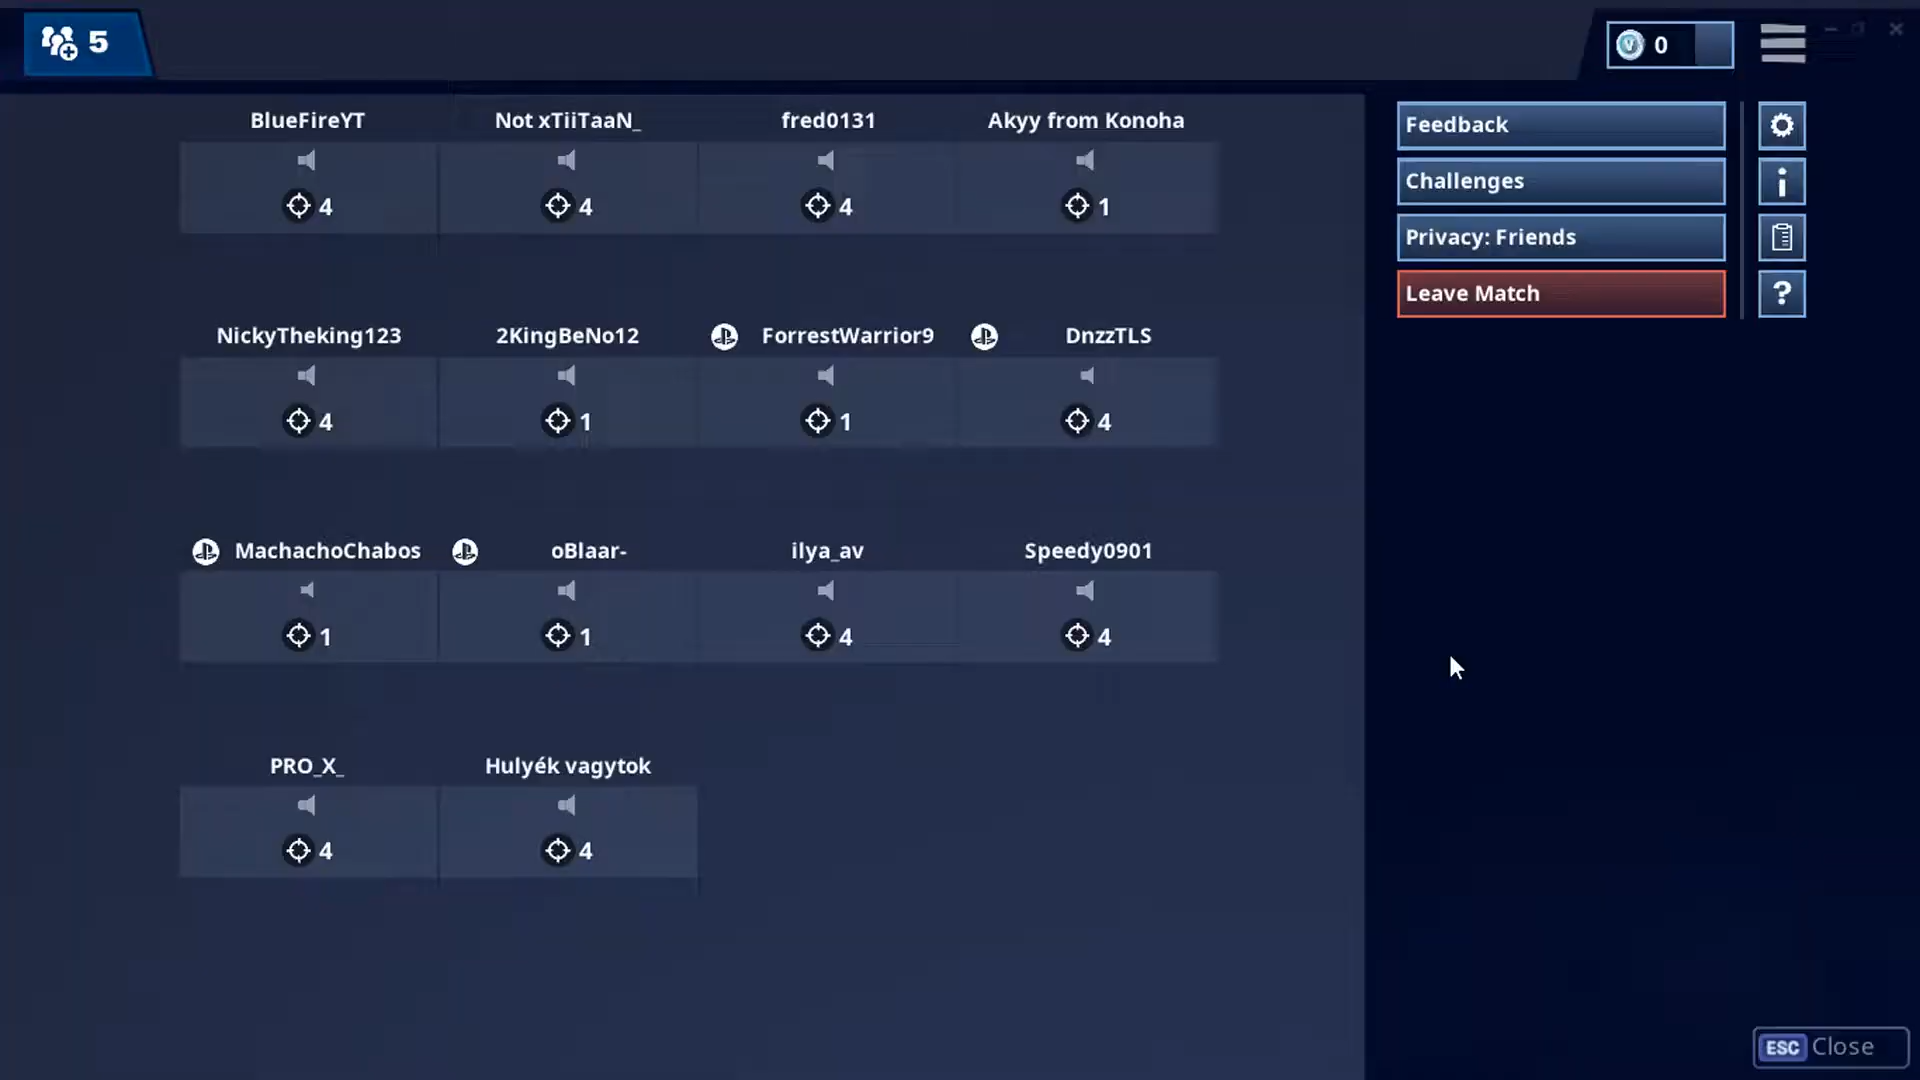 5
0
BlueFireYT Not xTiiTaaN_ fred0131 Akyy from Konoha
4 4 4 1
NickyTheking123 2KingBeNo12 ForrestWarrior9 DnzzTLS
4 1 1 4
MachachoChabos oBlaar- ilya_av Speedy0901
1 1 4 4
PRO_X_ Hulyék vagytok
4 4
Feedback
Challenges
Privacy: Friends
Leave Match
?
ESC Close